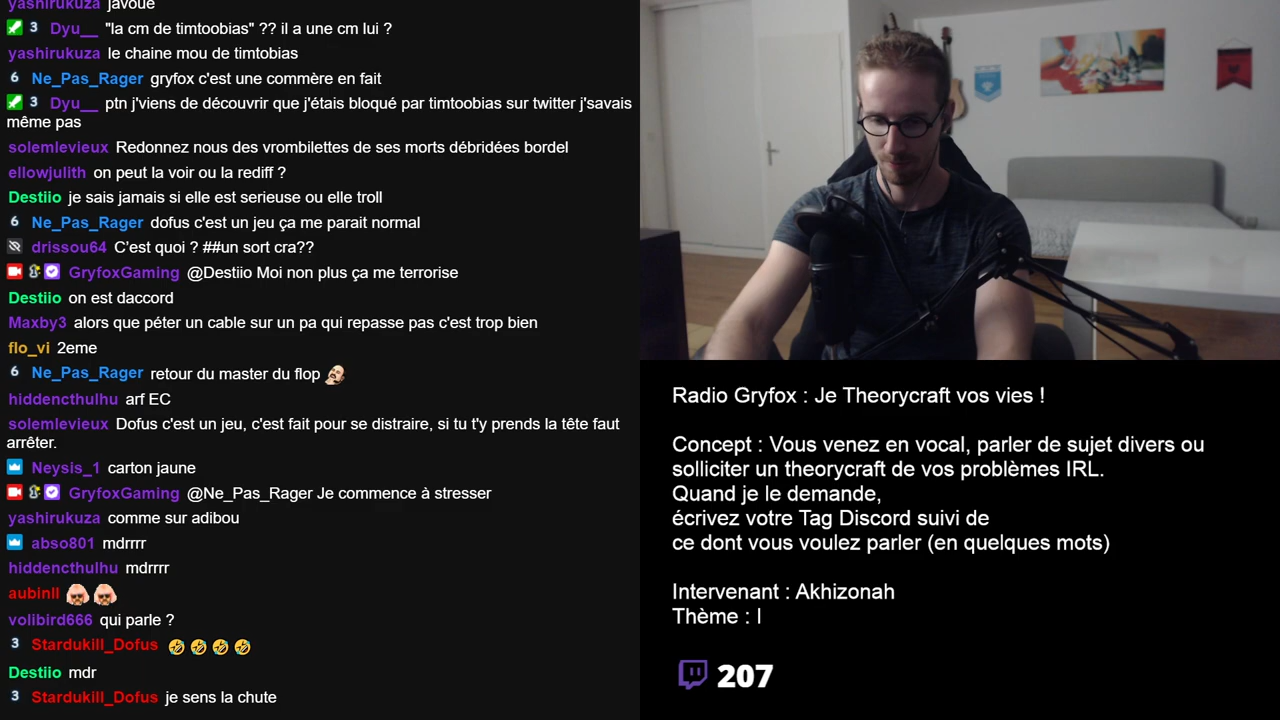 yashirukuza javoue
3 Dyu__ "la cm de timtoobias" ?? il a une cm lui ?
yashirukuza le chaine mou de timtobias
6 Ne_Pas_Rager gryfox c'est une commère en fait
3 Dyu__ ptn j'viens de découvrir que j'étais bloqué par timtoobias sur twitter j'savais
même pas
solemlevieux Redonnez nous des vrombilettes de ses morts débridées bordel
ellowjulith on peut la voir ou la rediff ?
Destiio je sais jamais si elle est serieuse ou elle troll
6 Ne_Pas_Rager dofus c'est un jeu ça me parait normal
drissou64 C'est quoi ? ##un sort cra??
GryfoxGaming @Destiio Moi non plus ça me terrorise
Destiio on est daccord
Maxby3 alors que péter un cable sur un pa qui repasse pas c'est trop bien
flo_vi 2eme
6 Ne_Pas_Rager retour du master du flop
hiddencthulhu arf EC
solemlevieux Dofus c'est un jeu, c'est fait pour se distraire, si tu t'y prends la tête faut
arrêter.
Neysis_1 carton jaune
GryfoxGaming @Ne_Pas_Rager Je commence à stresser
yashirukuza comme sur adibou
abso801 mdrrrr
hiddencthulhu mdrrrr
aubinll
volibird666 qui parle ?
3 Stardukill_Dofus 🤣 🤣 🤣 🤣
Destiio mdr
3 Stardukill_Dofus je sens la chute
Radio Gryfox : Je Theorycraft vos vies !
Concept : Vous venez en vocal, parler de sujet divers ou
solliciter un theorycraft de vos problèmes IRL.
Quand je le demande,
écrivez votre Tag Discord suivi de
ce dont vous voulez parler (en quelques mots)
Intervenant : Akhizonah
Thème : I
207